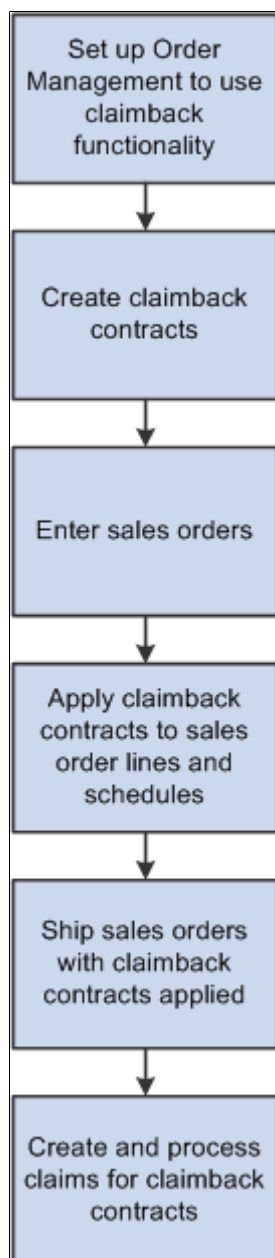 Set up Order
Management to use
claimback
functionality
Create claimback
contracts
Enter sales orders
Apply claimback
contracts to sales
order lines and
schedules
Ship sales orders
with claimback
contracts applied
Create and process
claims for claimback
contracts